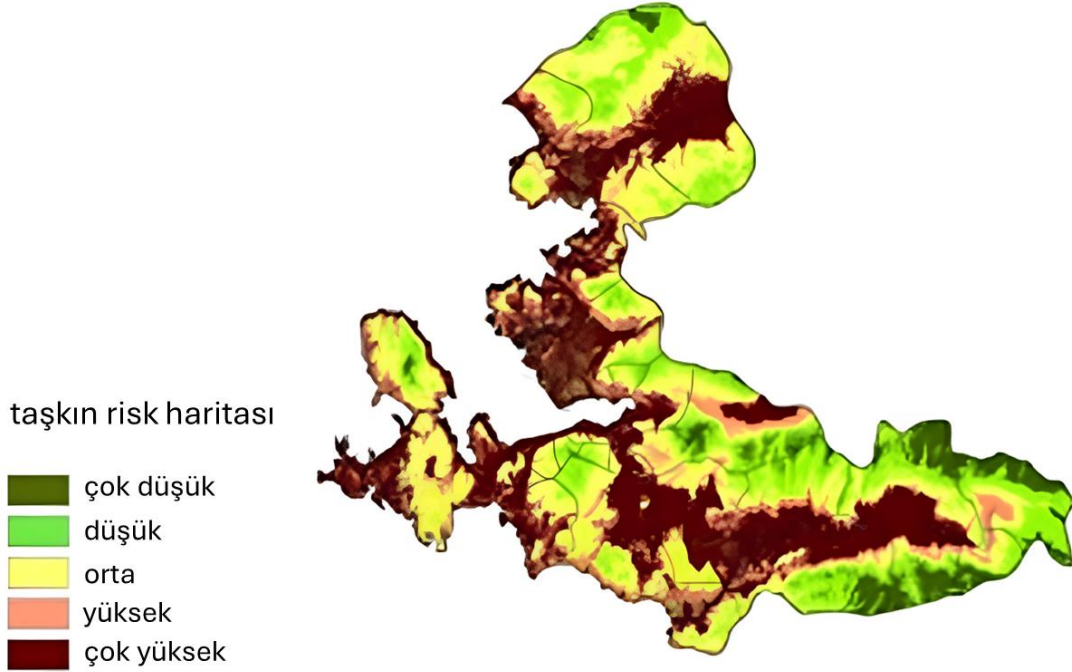 taşkın risk haritası
çok düşük
düşük
orta
yüksek
çok yüksek